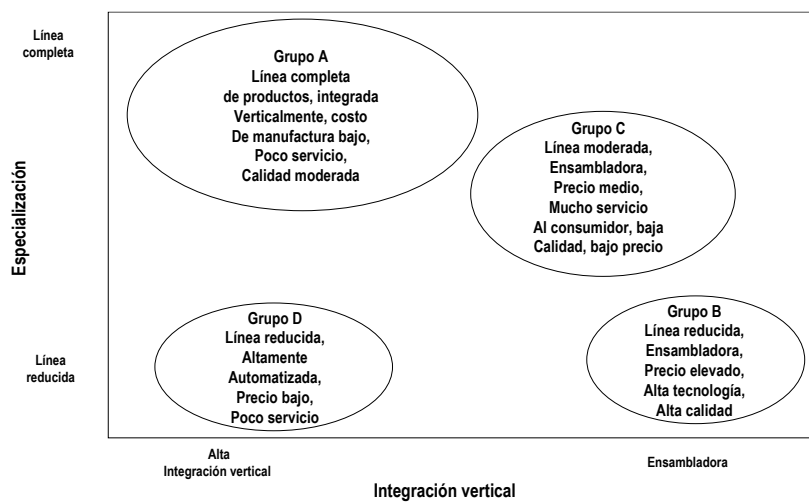 Línea
completa
Grupo A
Línea completa
de productos, integrada
Verticalmente, costo
De manufactura bajo,
Poco servicio,
Calidad moderada
Grupo C
Línea moderada,
Ensambladora,
Precio medio,
Mucho servicio
Al consumidor, baja
Calidad, bajo precio
Especialización
Grupo D
Línea reducida,
Altamente
Automatizada,
Precio bajo,
Poco servicio
Grupo B
Línea reducida,
Ensambladora,
Precio elevado,
Alta tecnología,
Alta calidad
Línea
reducida
Alta
Integración vertical
Ensambladora
Integración vertical